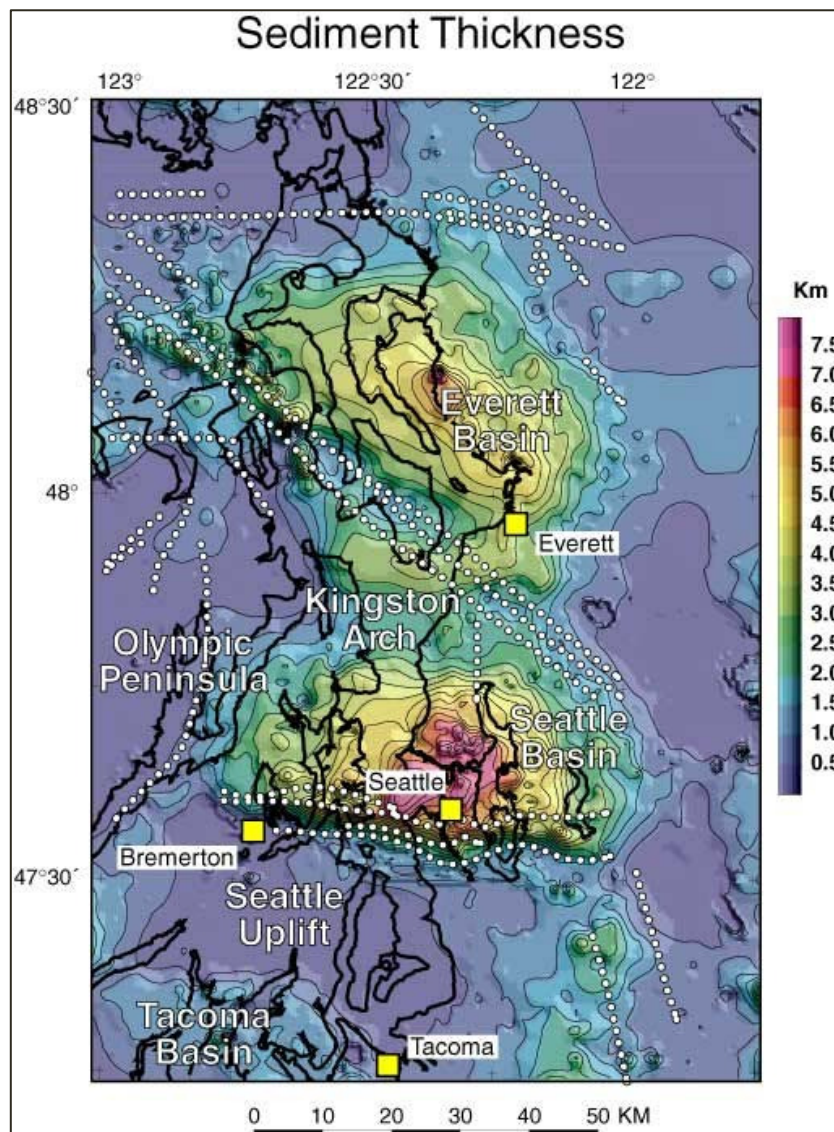 Sediment Thickness
123° 122°30´ 122°
48°30´
Km
7.5
7.0
6.5
6.0
5.5
5.0
4.5
4.0
3.5
3.0
2.5
2.0
1.5
1.0
0.5
Everett
Basin
48°
Everett
Kingston
Arch
Olympic
Peninsula
Seattle
Basin
Seattle
Bremerton
47°30´
Seattle
Uplift
Tacoma
Basin
Tacoma
0 10 20 30 40 50 KM